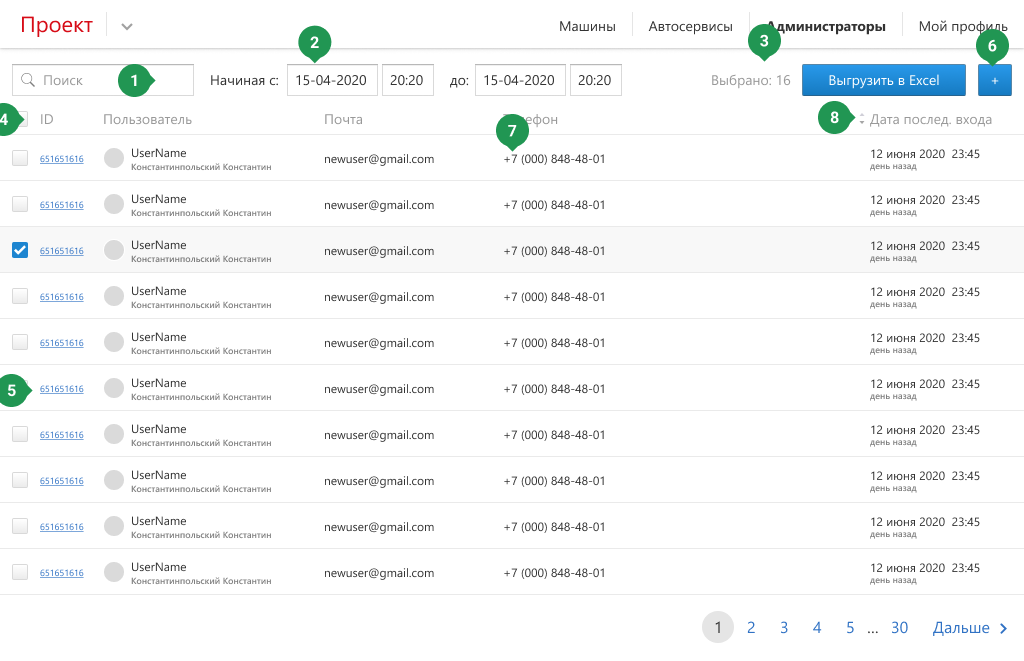 Проект
Машины Автосервисы Администраторы Мой профиль
2 3 6
Поиск 1 Начиная с: 15-04-2020 20:20 до: 15-04-2020 20:20 Выбрано: 16 Выгрузить в Excel +
4 ID Пользователь Почта Телефон 8 Дата послед. входа
7
651651616 UserName newuser@gmail.com +7 (000) 848-48-01 12 июня 2020 23:45
Константинпольский Константин день назад
651651616 UserName newuser@gmail.com +7 (000) 848-48-01 12 июня 2020 23:45
Константинпольский Константин день назад
651651616 UserName newuser@gmail.com +7 (000) 848-48-01 12 июня 2020 23:45
Константинпольский Константин день назад
651651616 UserName newuser@gmail.com +7 (000) 848-48-01 12 июня 2020 23:45
Константинпольский Константин день назад
651651616 UserName newuser@gmail.com +7 (000) 848-48-01 12 июня 2020 23:45
Константинпольский Константин день назад
5 651651616 UserName newuser@gmail.com +7 (000) 848-48-01 12 июня 2020 23:45
Константинпольский Константин день назад
651651616 UserName newuser@gmail.com +7 (000) 848-48-01 12 июня 2020 23:45
Константинпольский Константин день назад
651651616 UserName newuser@gmail.com +7 (000) 848-48-01 12 июня 2020 23:45
Константинпольский Константин день назад
651651616 UserName newuser@gmail.com +7 (000) 848-48-01 12 июня 2020 23:45
Константинпольский Константин день назад
651651616 UserName newuser@gmail.com +7 (000) 848-48-01 12 июня 2020 23:45
Константинпольский Константин день назад
1 2 3 4 5 ... 30 Дальше